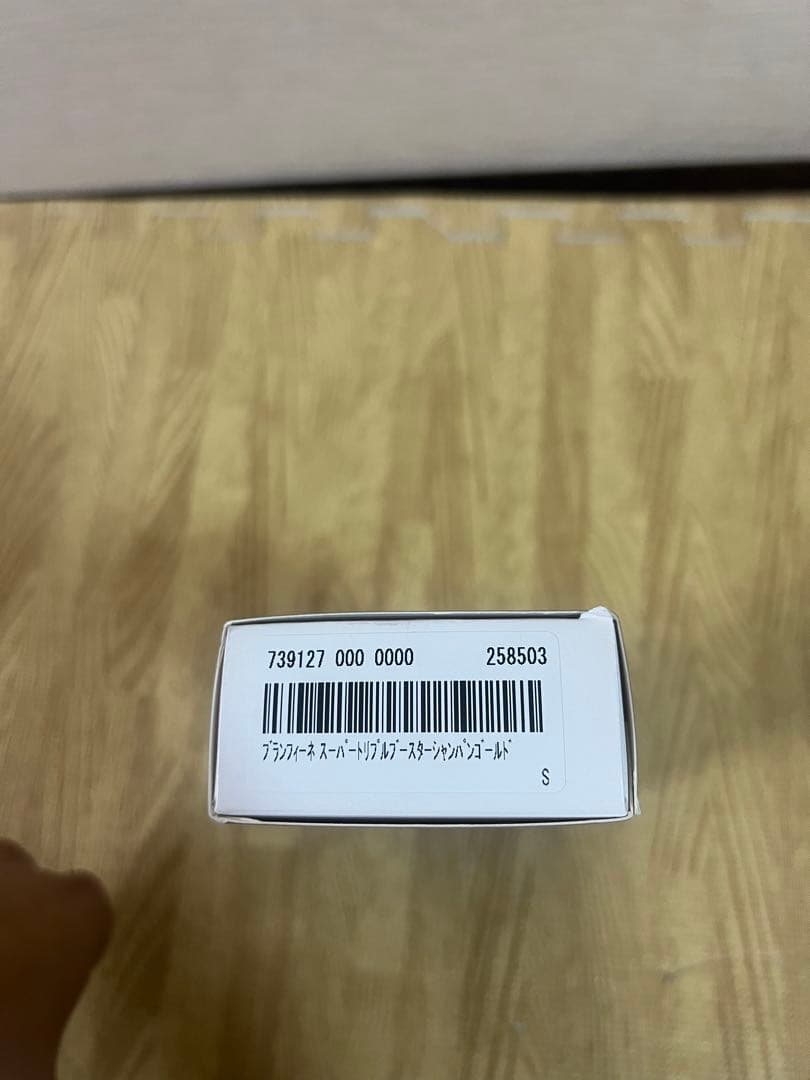 739127 000 0000 258503
ﾌﾞﾗﾝﾌｨｰﾈ ｽｰﾊﾟｰﾄﾘﾌﾟﾙﾌﾞｰｽﾀｰｼｬﾝﾊﾟﾝｺﾞｰﾙﾄﾞ
S